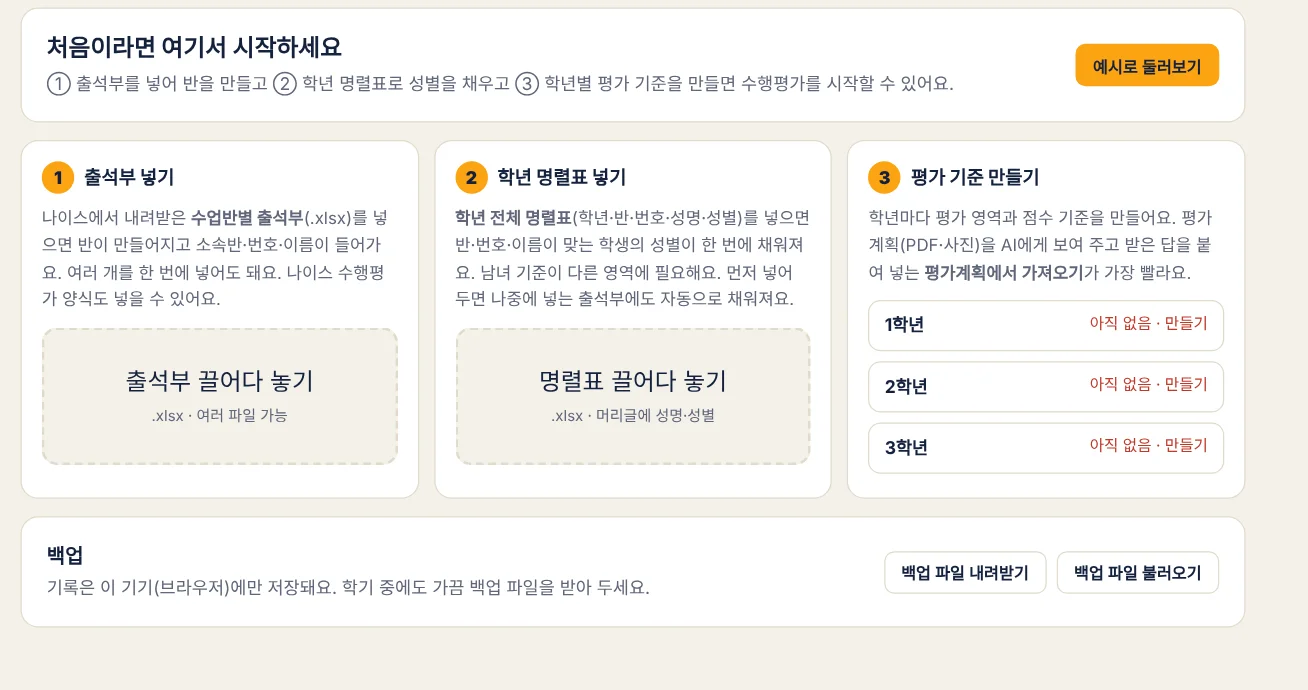 처음이라면 여기서 시작하세요
① 출석부를 넣어 반을 만들고 ② 학년 명렬표로 성별을 채우고 ③ 학년별 평가 기준을 만들면 수행평가를 시작할 수 있어요.
예시로 둘러보기
1 출석부 넣기
나이스에서 내려받은 수업반별 출석부(.xlsx)를 넣
으면 반이 만들어지고 소속반·번호·이름이 들어가
요. 여러 개를 한 번에 넣어도 돼요. 나이스 수행평
가 양식도 넣을 수 있어요.
출석부 끌어다 놓기
.xlsx · 여러 파일 가능
2 학년 명렬표 넣기
학년 전체 명렬표(학년·반·번호·성명·성별)를 넣으면
반·번호·이름이 맞는 학생의 성별이 한 번에 채워져
요. 남녀 기준이 다른 영역에 필요해요. 먼저 넣어
두면 나중에 넣는 출석부에도 자동으로 채워져요.
명렬표 끌어다 놓기
.xlsx · 머리글에 성명·성별
3 평가 기준 만들기
학년마다 평가 영역과 점수 기준을 만들어요. 평가
계획(PDF·사진)을 AI에게 보여 주고 받은 답을 붙
여 넣는 평가계획에서 가져오기가 가장 빨라요.
1학년 아직 없음 · 만들기
2학년 아직 없음 · 만들기
3학년 아직 없음 · 만들기
백업
기록은 이 기기(브라우저)에만 저장돼요. 학기 중에도 가끔 백업 파일을 받아 두세요.
백업 파일 내려받기
백업 파일 불러오기